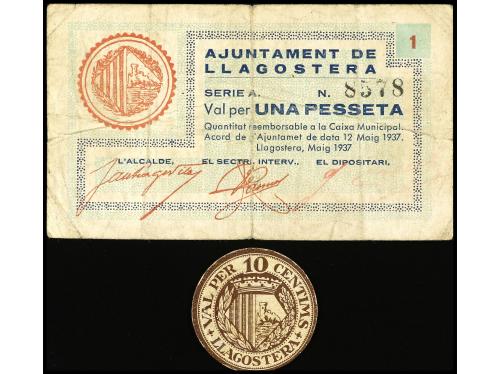 AJUNTAMENT DE
LLAGOSTERA
1
SERIE A. N. 8578
Val per UNA PESSETA
Quantitat reemborsable a la Caixa Municipal.
Acord de l'Ajuntament de data 12 Maig 1937.
Llagostera, Maig 1937
L'ALCALDE, EL SECTR. INTERV., EL DIPOSITARI,
VAL PER 10 CENTIMS
LLAGOSTERA